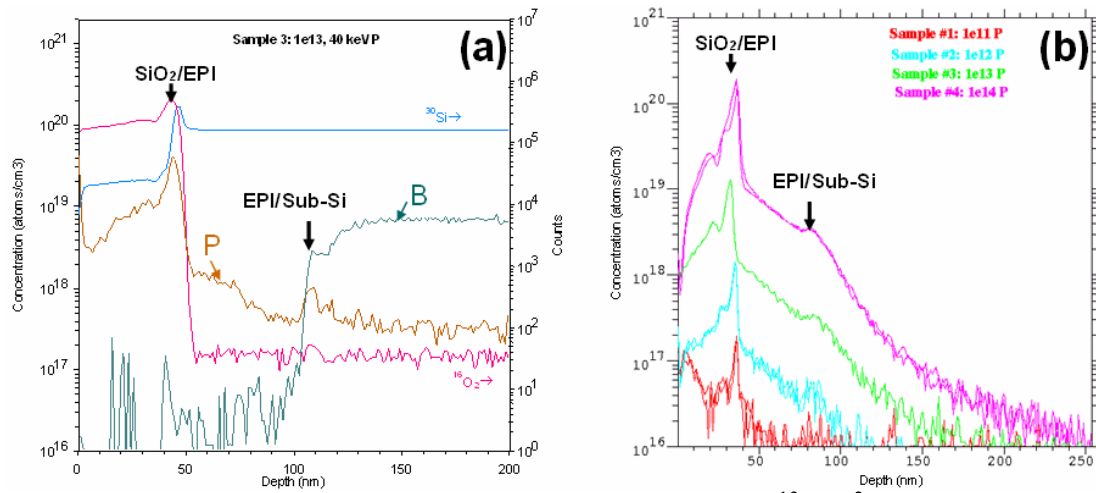 Sample 3: 1e13, 40 keV P
(a)
SiO2/EPI
30Si→
EPI/Sub-Si
B
P
16O2→
Concentration (atoms/cm3)
10^21
10^20
10^19
10^18
10^17
10^16
Counts
10^7
10^6
10^5
10^4
10^3
10^2
10^1
10^0
0
50
100
150
200
Depth (nm)
(b)
Sample #1: 1e11 P
Sample #2: 1e12 P
Sample #3: 1e13 P
Sample #4: 1e14 P
SiO2/EPI
EPI/Sub-Si
Concentration (atoms/cm3)
10^21
10^20
10^19
10^18
10^17
10^16
50
100
150
200
250
Depth (nm)